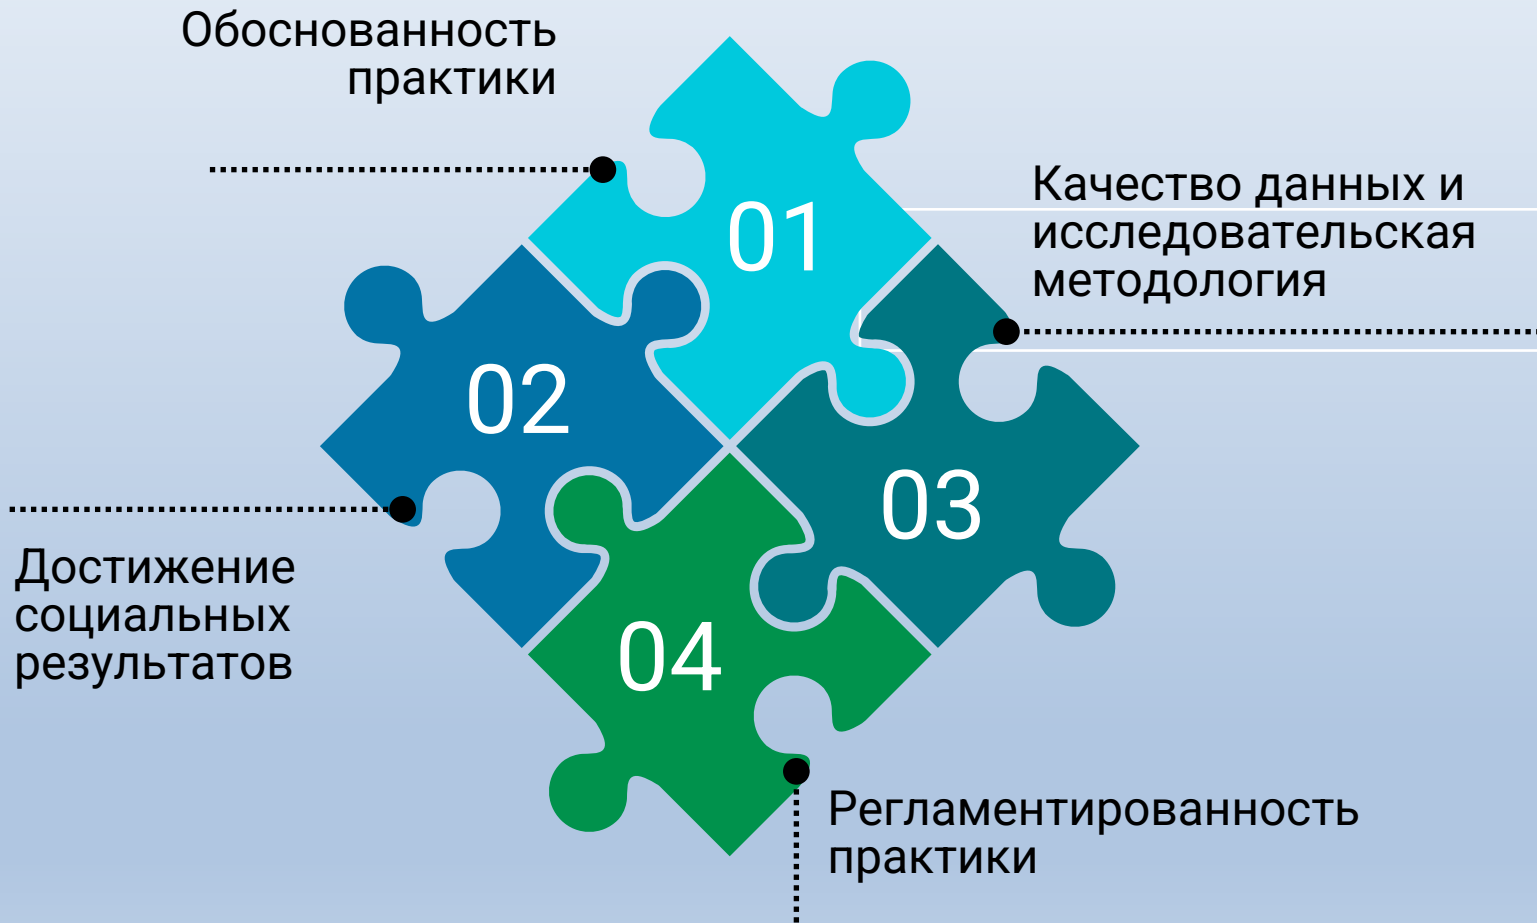 Обоснованность
практики
01
Качество данных и
исследовательская
методология
02
03
Достижение
социальных
результатов
04
Регламентированность
практики